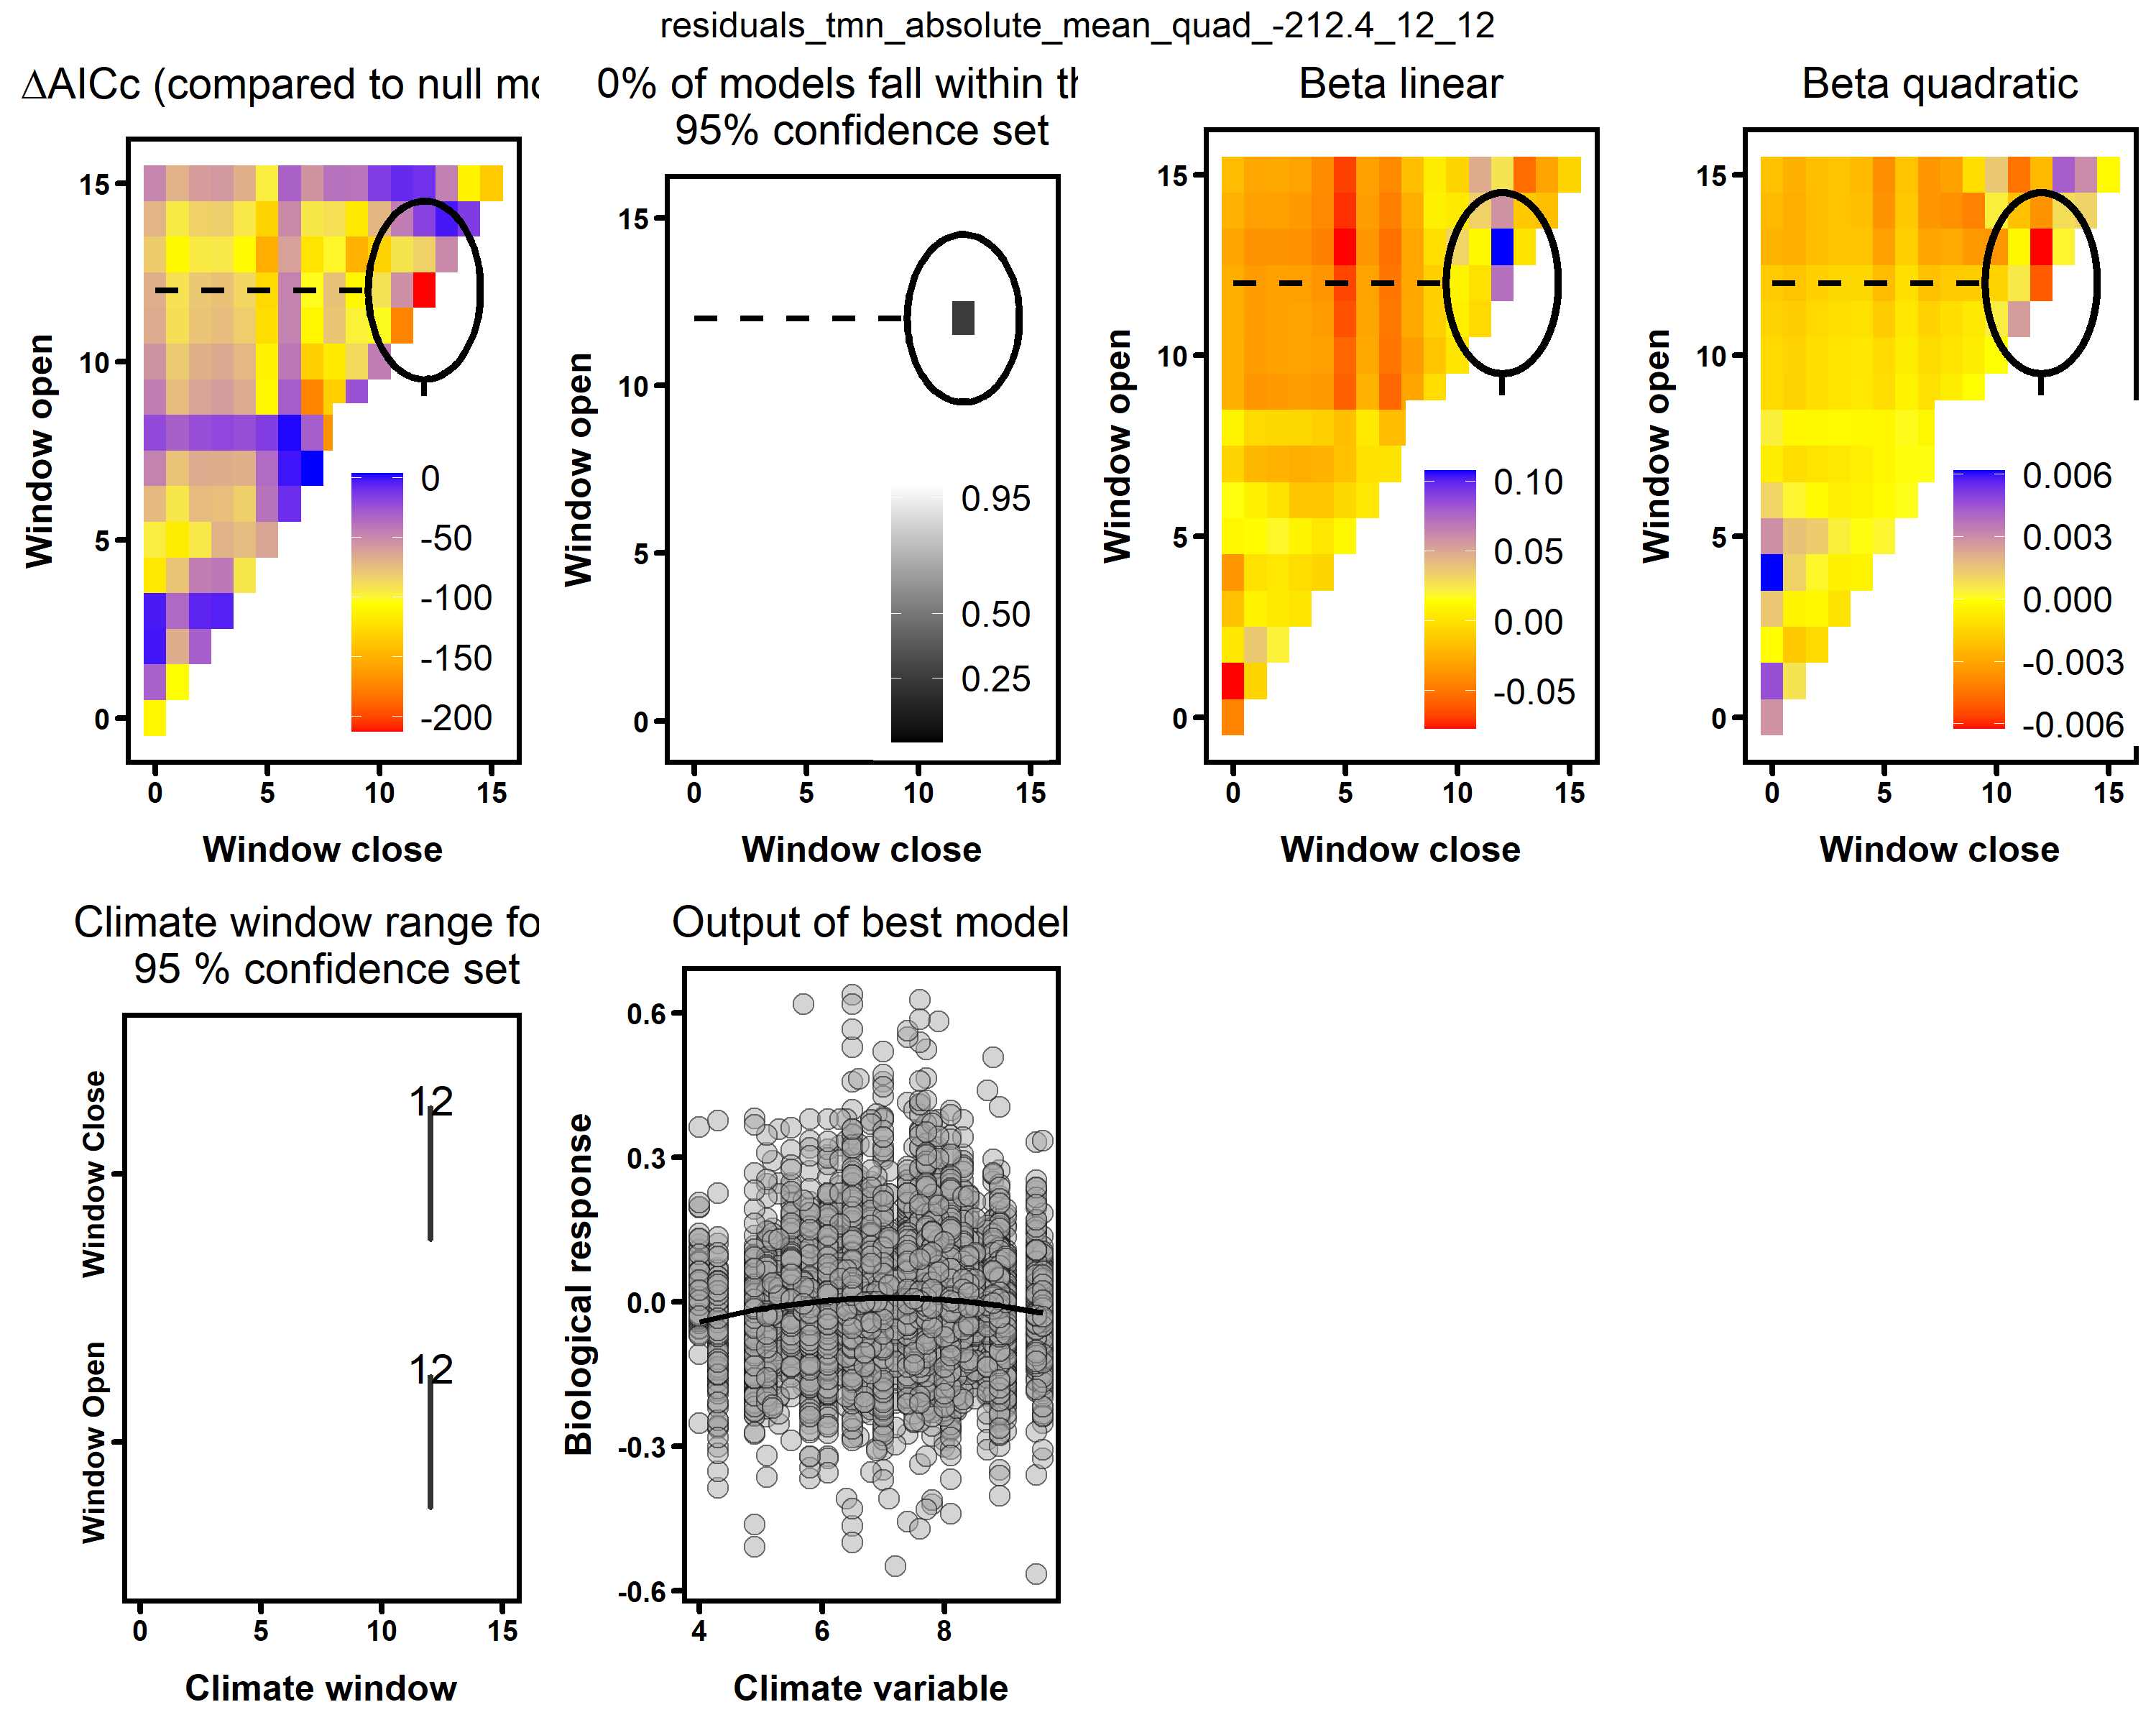 residuals_tmn_absolute_mean_quad_-212.4_12_12
ΔAICc (compared to null mo
15
10
5
0
0
5
10
15
Window open
Window close
0
-50
-100
-150
-200
0% of models fall within th
95% confidence set
15
10
5
0
0
5
10
15
Window open
Window close
0.95
0.50
0.25
Beta linear
15
10
5
0
0
5
10
15
Window open
Window close
0.10
0.05
0.00
-0.05
Beta quadratic
15
10
5
0
0
5
10
15
Window open
Window close
0.006
0.003
0.000
-0.003
-0.006
Climate window range fo
95 % confidence set
Window Close
Window Open
12
12
0
5
10
15
Climate window
Output of best model
0.6
0.3
0.0
-0.3
-0.6
4
6
8
Biological response
Climate variable